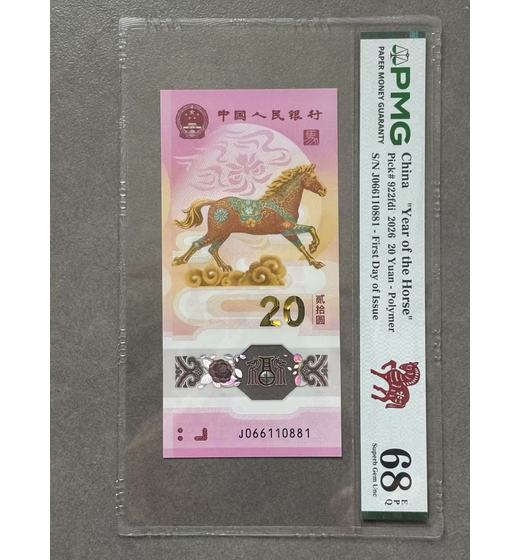 中国人民银行
馬
20
贰拾圆
J066110881
PMG
PAPER MONEY GUARANTY
China "Year of the Horse"
Pick# 922fdi 2026 20 Yuan - Polymer
S/N J066110881 - First Day of Issue
68 EPQ
Superb Gem Unc